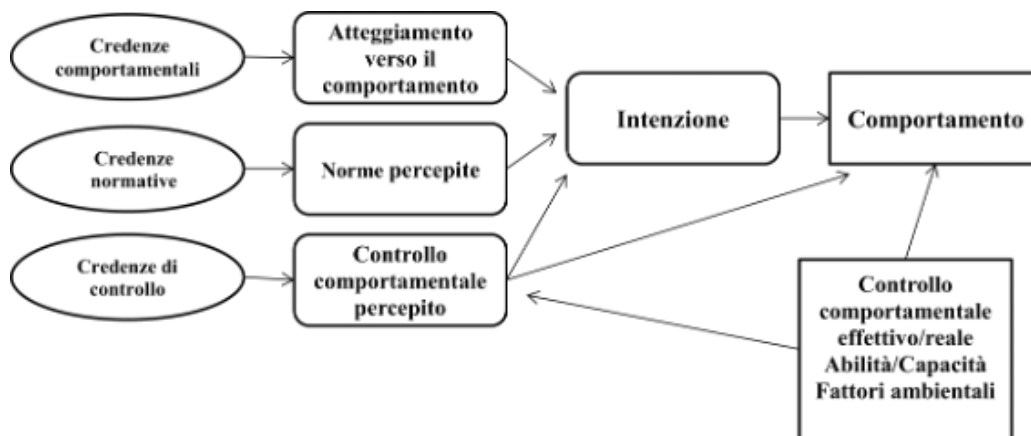 Credenze
comportamentali
Atteggiamento
verso il
comportamento
Intenzione
Comportamento
Credenze
normative
Norme percepite
Credenze di
controllo
Controllo
comportamentale
percepito
Controllo
comportamentale
effettivo/reale
Abilità/Capacità
Fattori ambientali